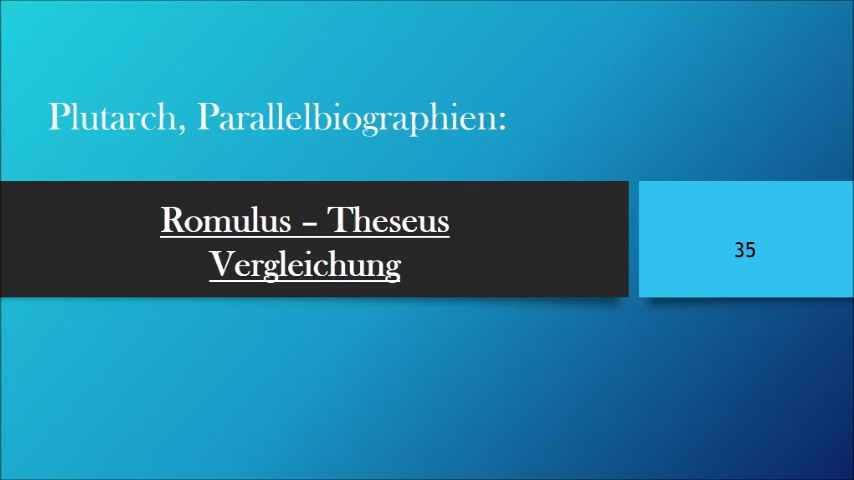 Plutarch, Parallelbiographien:
Romulus – Theseus
Vergleichung
35